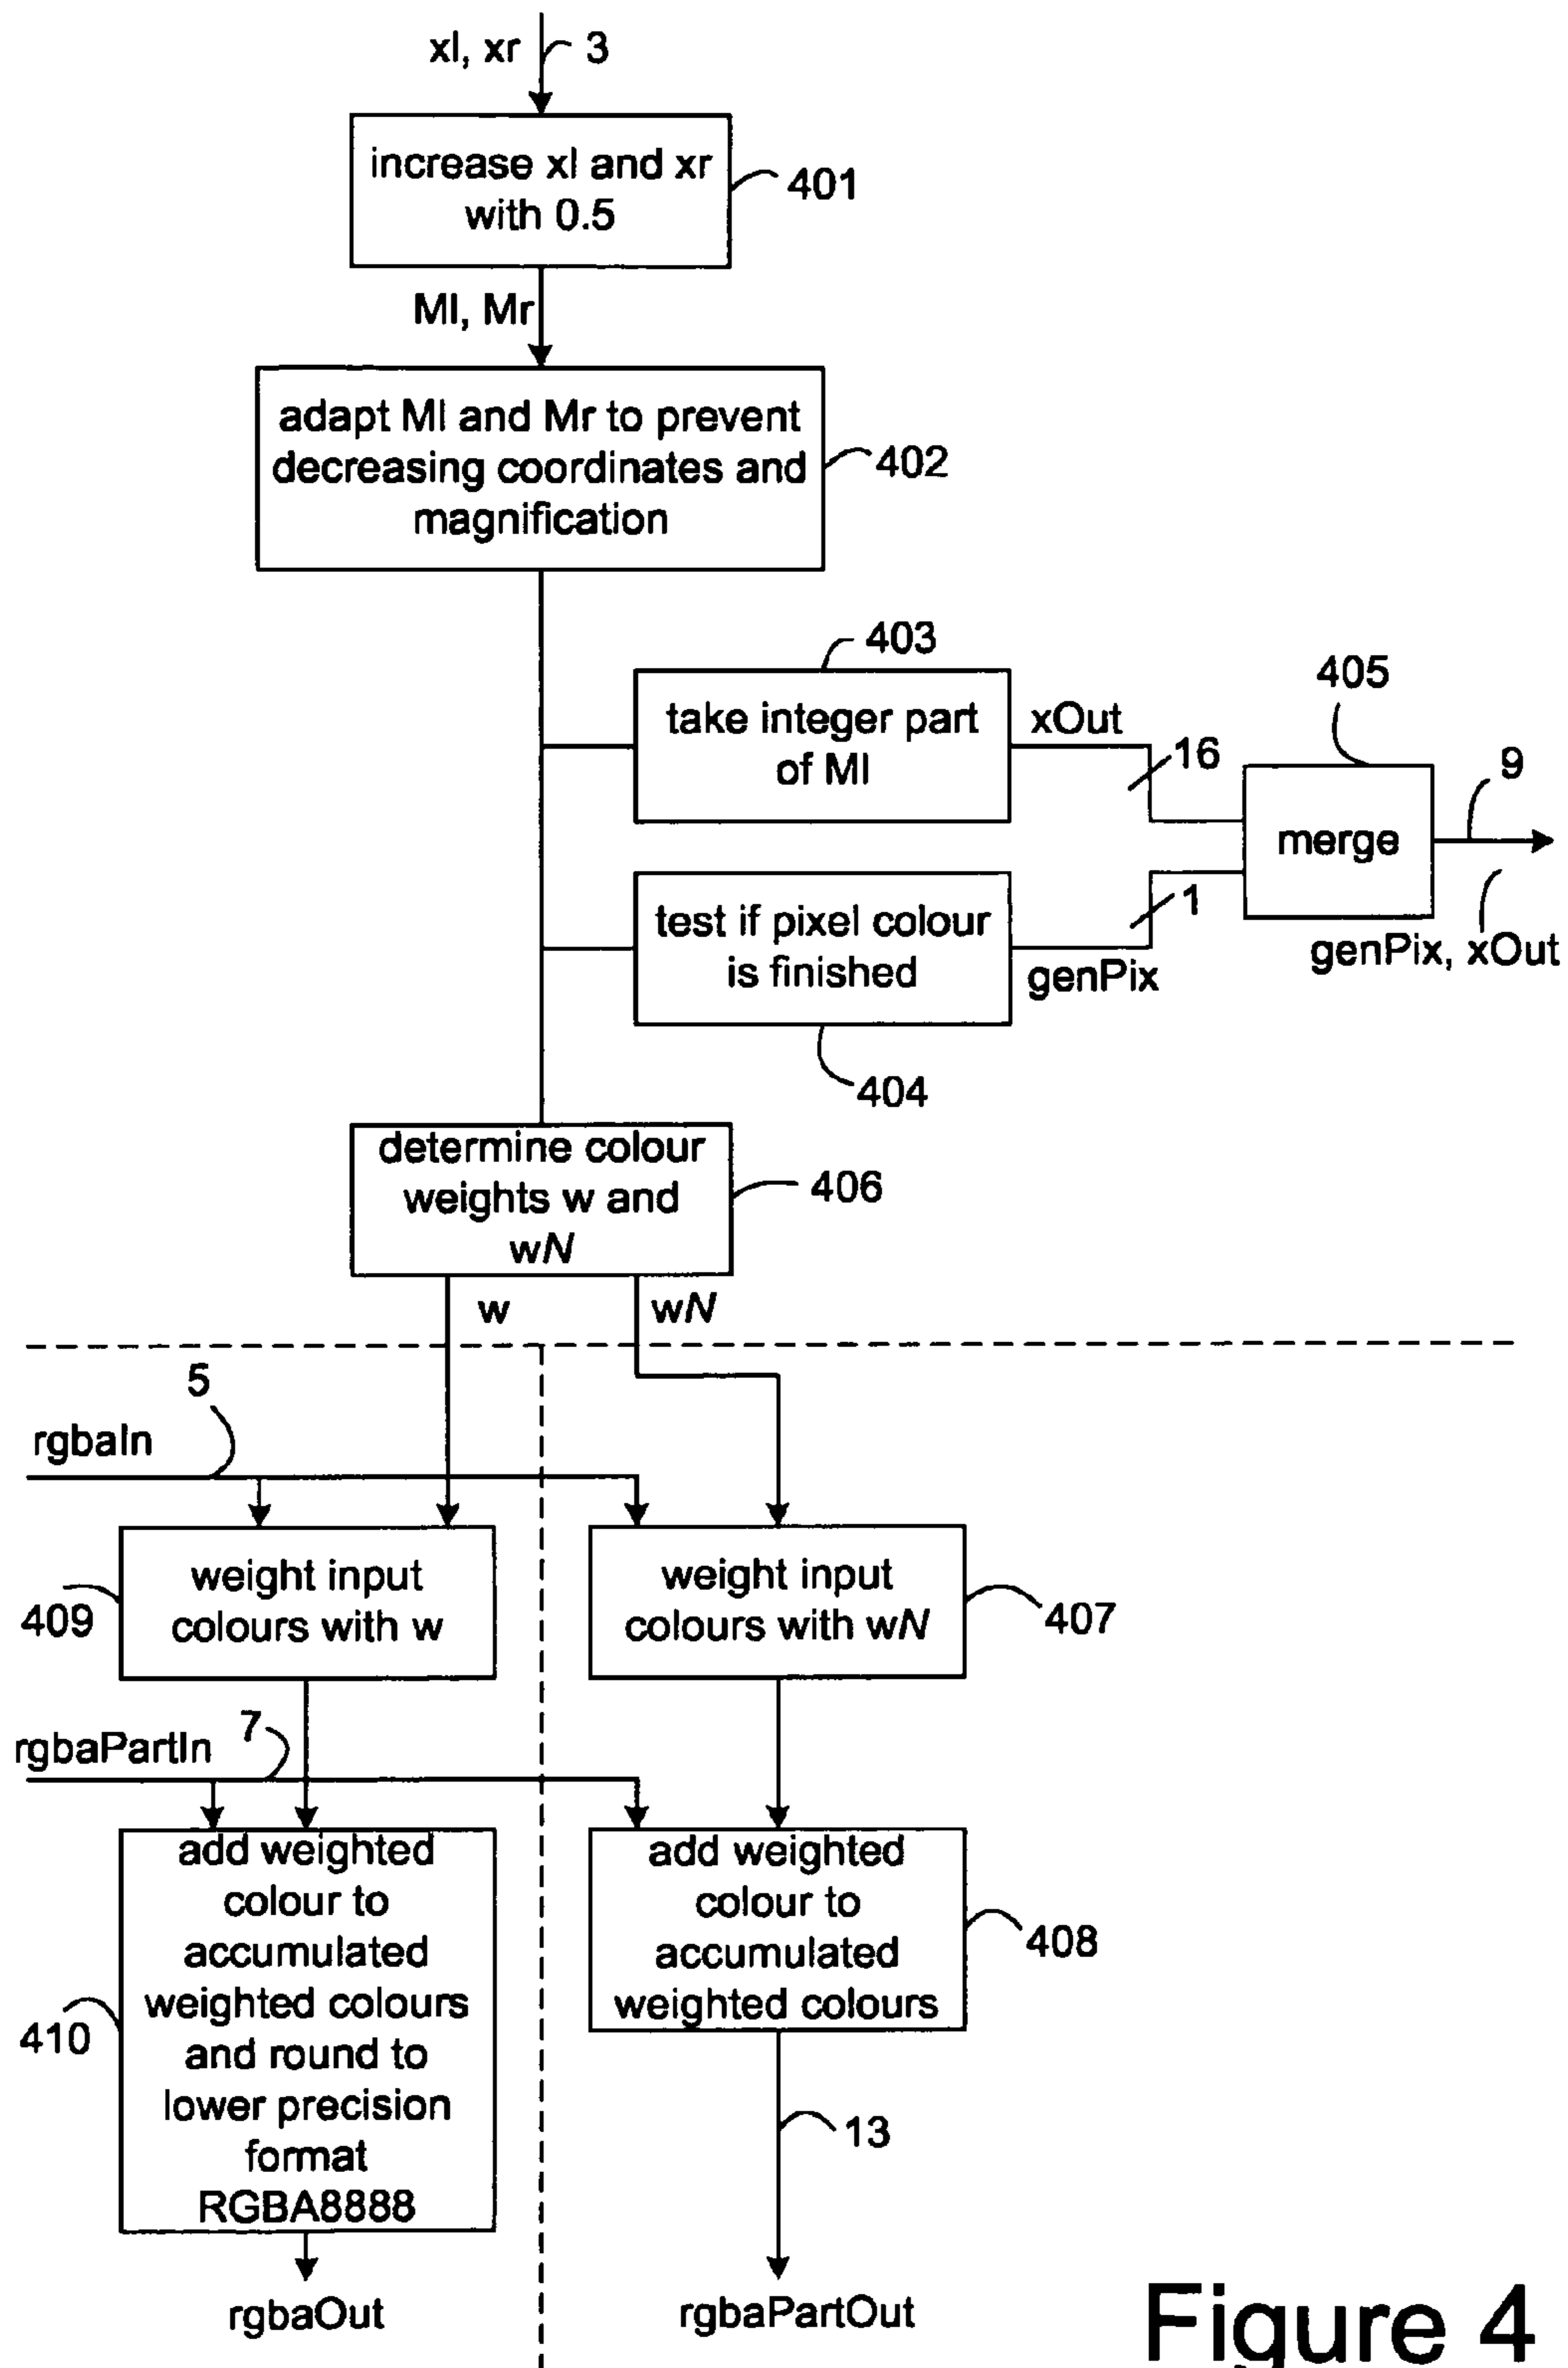 xl, xr
3
increase xl and xr
with 0.5
401
Ml, Mr
adapt Ml and Mr to prevent
decreasing coordinates and
magnification
402
403
take integer part
of Ml
xOut
16
405
merge
9
genPix, xOut
test if pixel colour
is finished
1
genPix
404
determine colour
weights w and
wN
406
w
wN
5
rgbaIn
weight input
colours with w
409
weight input
colours with wN
407
7
rgbaPartIn
add weighted
colour to
accumulated
weighted colours
and round to
lower precision
format
RGBA8888
410
add weighted
colour to
accumulated
weighted colours
408
13
rgbaOut
rgbaPartOut
Figure 4